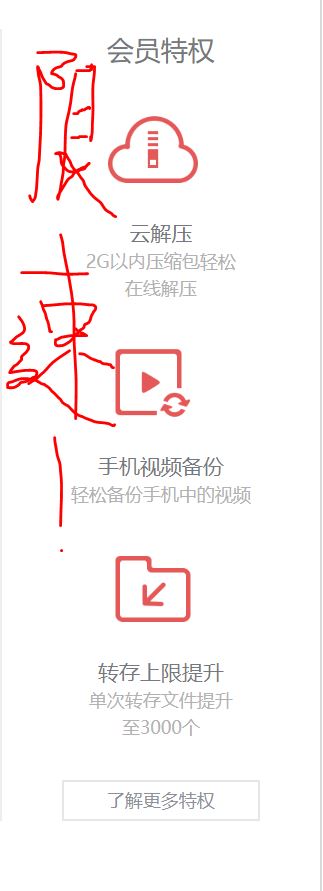 会员特权
限速!
云解压
2G以内压缩包轻松
在线解压
手机视频备份
轻松备份手机中的视频
转存上限提升
单次转存文件提升
至3000个
了解更多特权